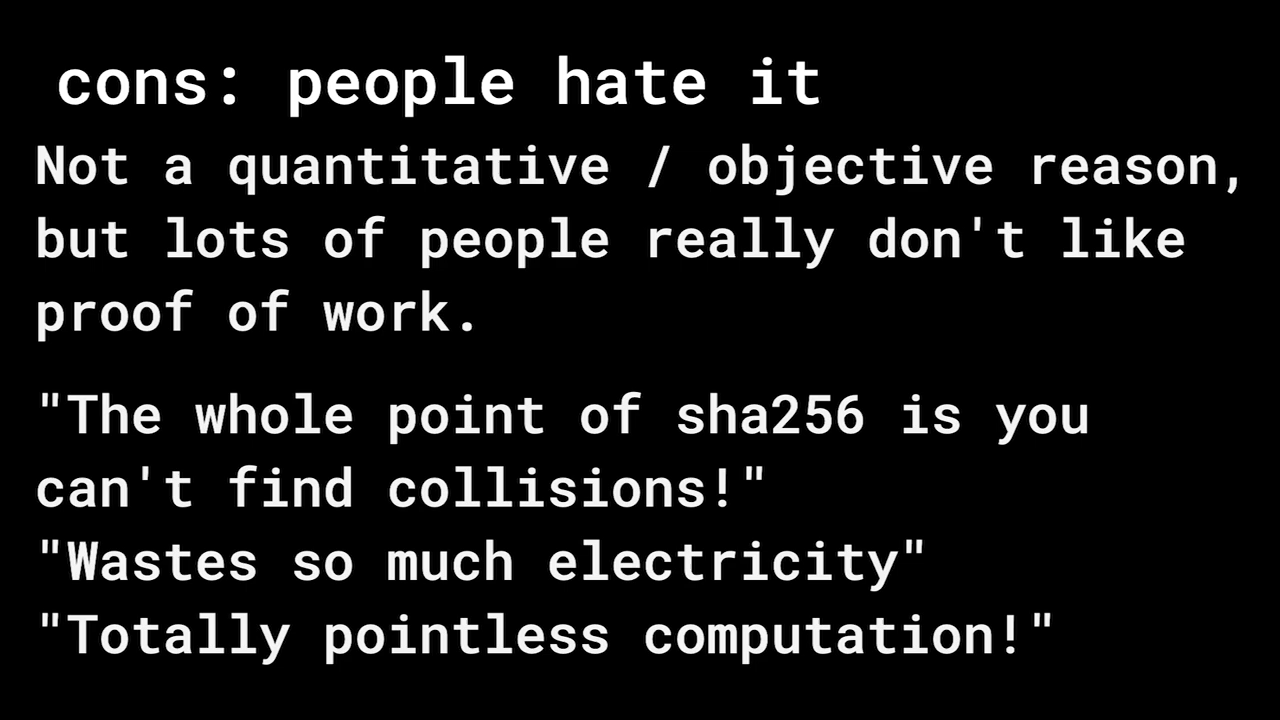 cons: people hate it
Not a quantitative / objective reason,
but lots of people really don't like
proof of work.
"The whole point of sha256 is you
can't find collisions!"
"Wastes so much electricity"
"Totally pointless computation!"